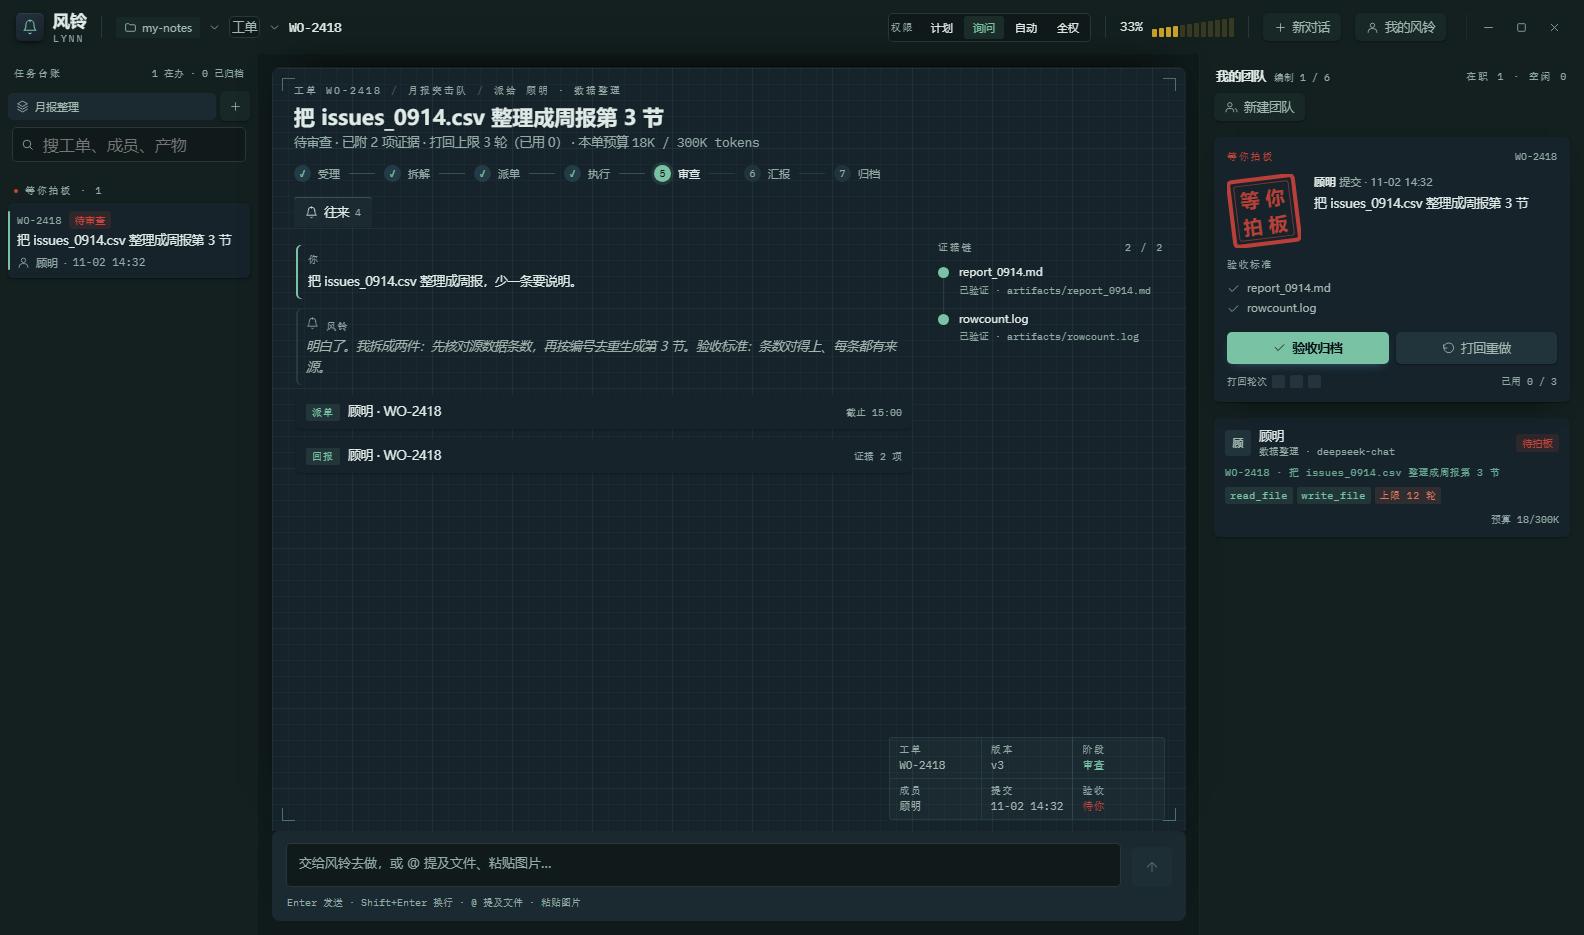 风铃
LYNN
my-notes
工单
WO-2418
权限 计划 询问 自动 全权
33%
新对话
我的风铃
任务台账 1 在办 · 0 已归档
月报整理
搜工单、成员、产物
等你拍板 · 1
WO-2418 待审查
把 issues_0914.csv 整理成周报第 3 节
顾明 · 11-02 14:32
工单 WO-2418 / 月报突击队 / 派给 顾明 · 数据整理
把 issues_0914.csv 整理成周报第 3 节
待审查 · 已附 2 项证据 · 打回上限 3 轮（已用 0） · 本单预算 18K / 300K tokens
受理 拆解 派单 执行 5 审查 6 汇报 7 归档
往来 4
你
把 issues_0914.csv 整理成周报，少一条要说明。
风铃
明白了。我拆成两件：先核对源数据条数，再按编号去重生成第 3 节。验收标准：条数对得上、每条都有来
源。
派单 顾明 · WO-2418 截止 15:00
回报 顾明 · WO-2418 证据 2 项
证据链 2 / 2
report_0914.md
已验证 · artifacts/report_0914.md
rowcount.log
已验证 · artifacts/rowcount.log
工单 版本 阶段
WO-2418 v3 审查
成员 提交 验收
顾明 11-02 14:32 待你
交给风铃去做，或 @ 提及文件、粘贴图片...
Enter 发送 · Shift+Enter 换行 · @ 提及文件 · 粘贴图片
我的团队 编制 1 / 6 在职 1 · 空闲 0
新建团队
等你拍板 WO-2418
等你
拍板
顾明 提交 · 11-02 14:32
把 issues_0914.csv 整理成周报第 3 节
验收标准
report_0914.md
rowcount.log
验收归档
打回重做
打回轮次 已用 0 / 3
顾 顾明 待拍板
数据整理 · deepseek-chat
WO-2418 · 把 issues_0914.csv 整理成周报第 3 节
read_file write_file 上限 12 轮
预算 18/300K